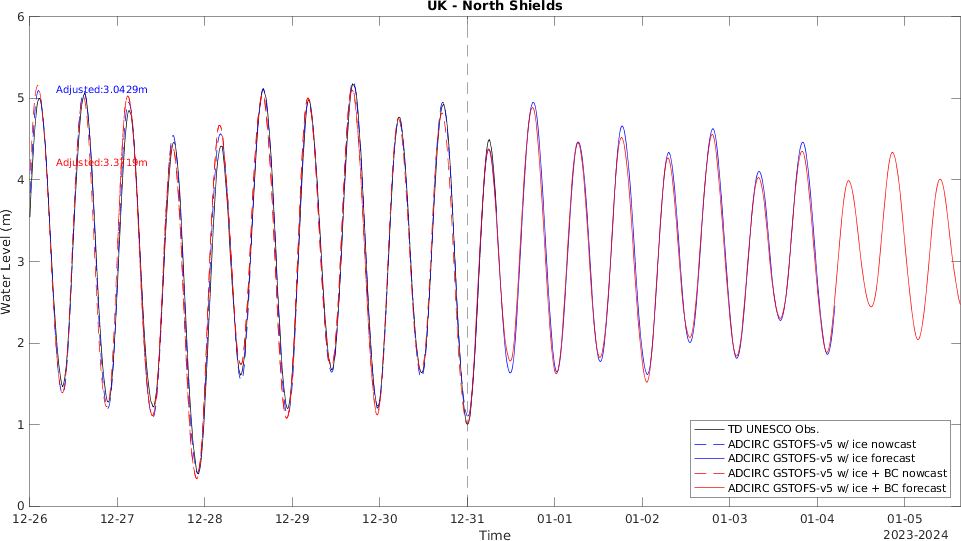 UK - North Shields
6
5
4
3
2
1
0
Water Level (m)
Adjusted:3.0429m
Adjusted:3.3719m
TD UNESCO Obs.
ADCIRC GSTOFS-v5 w/ ice nowcast
ADCIRC GSTOFS-v5 w/ ice forecast
ADCIRC GSTOFS-v5 w/ ice + BC nowcast
ADCIRC GSTOFS-v5 w/ ice + BC forecast
12-26 12-27 12-28 12-29 12-30 12-31 01-01 01-02 01-03 01-04 01-05
Time
2023-2024